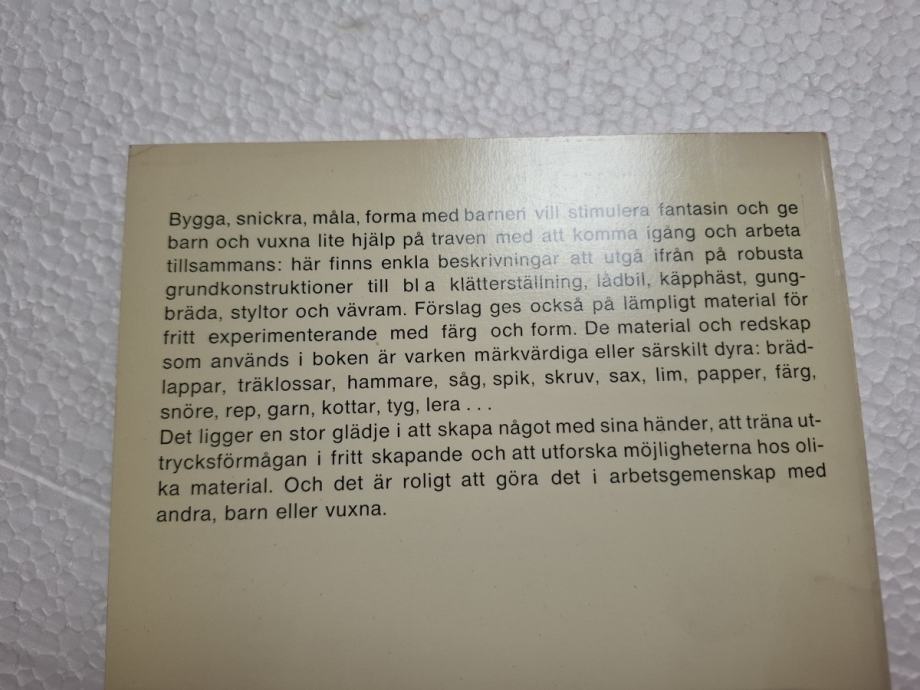 Bygga, snickra, måla, forma med barnen vill stimulera fantasin och ge
barn och vuxna lite hjälp på traven med att komma igång och arbeta
tillsammans: här finns enkla beskrivningar att utgå ifrån på robusta
grundkonstruktioner till bl a klätterställning, lådbil, käpphäst, gung-
bräda, styltor och vävram. Förslag ges också på lämpligt material för
fritt experimenterande med färg och form. De material och redskap
som används i boken är varken märkvärdiga eller särskilt dyra: bräd-
lappar, träklossar, hammare, såg, spik, skruv, sax, lim, papper, färg,
snöre, rep, garn, kottar, tyg, lera . . .
Det ligger en stor glädje i att skapa något med sina händer, att träna ut-
trycksförmågan i fritt skapande och att utforska möjligheterna hos oli-
ka material. Och det är roligt att göra det i arbetsgemenskap med
andra, barn eller vuxna.